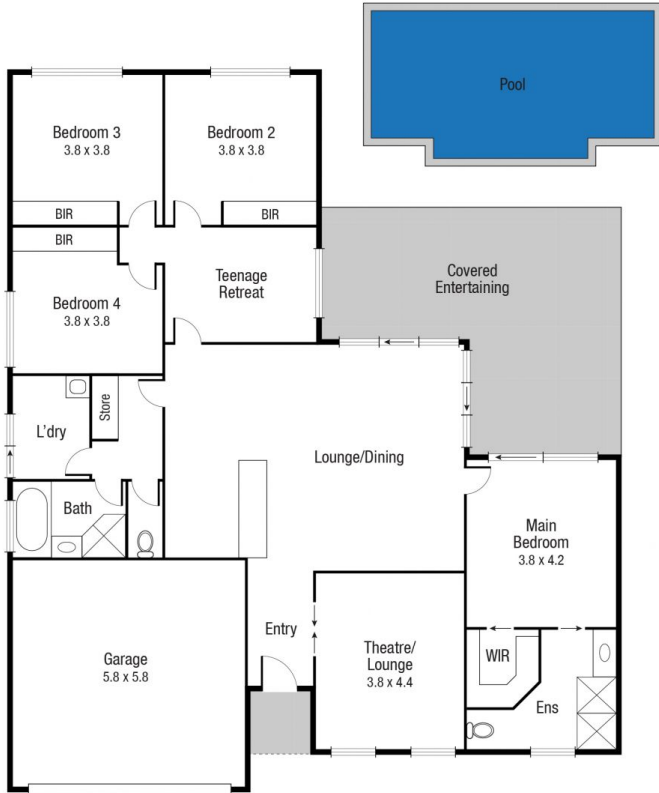 Pool
Bedroom 3
3.8 x 3.8
Bedroom 2
3.8 x 3.8
BIR
BIR
BIR
Teenage
Retreat
Covered
Entertaining
Bedroom 4
3.8 x 3.8
Store
L'dry
Lounge/Dining
Bath
Main
Bedroom
3.8 x 4.2
Entry
Garage
5.8 x 5.8
Theatre/
Lounge
3.8 x 4.4
WIR
Ens